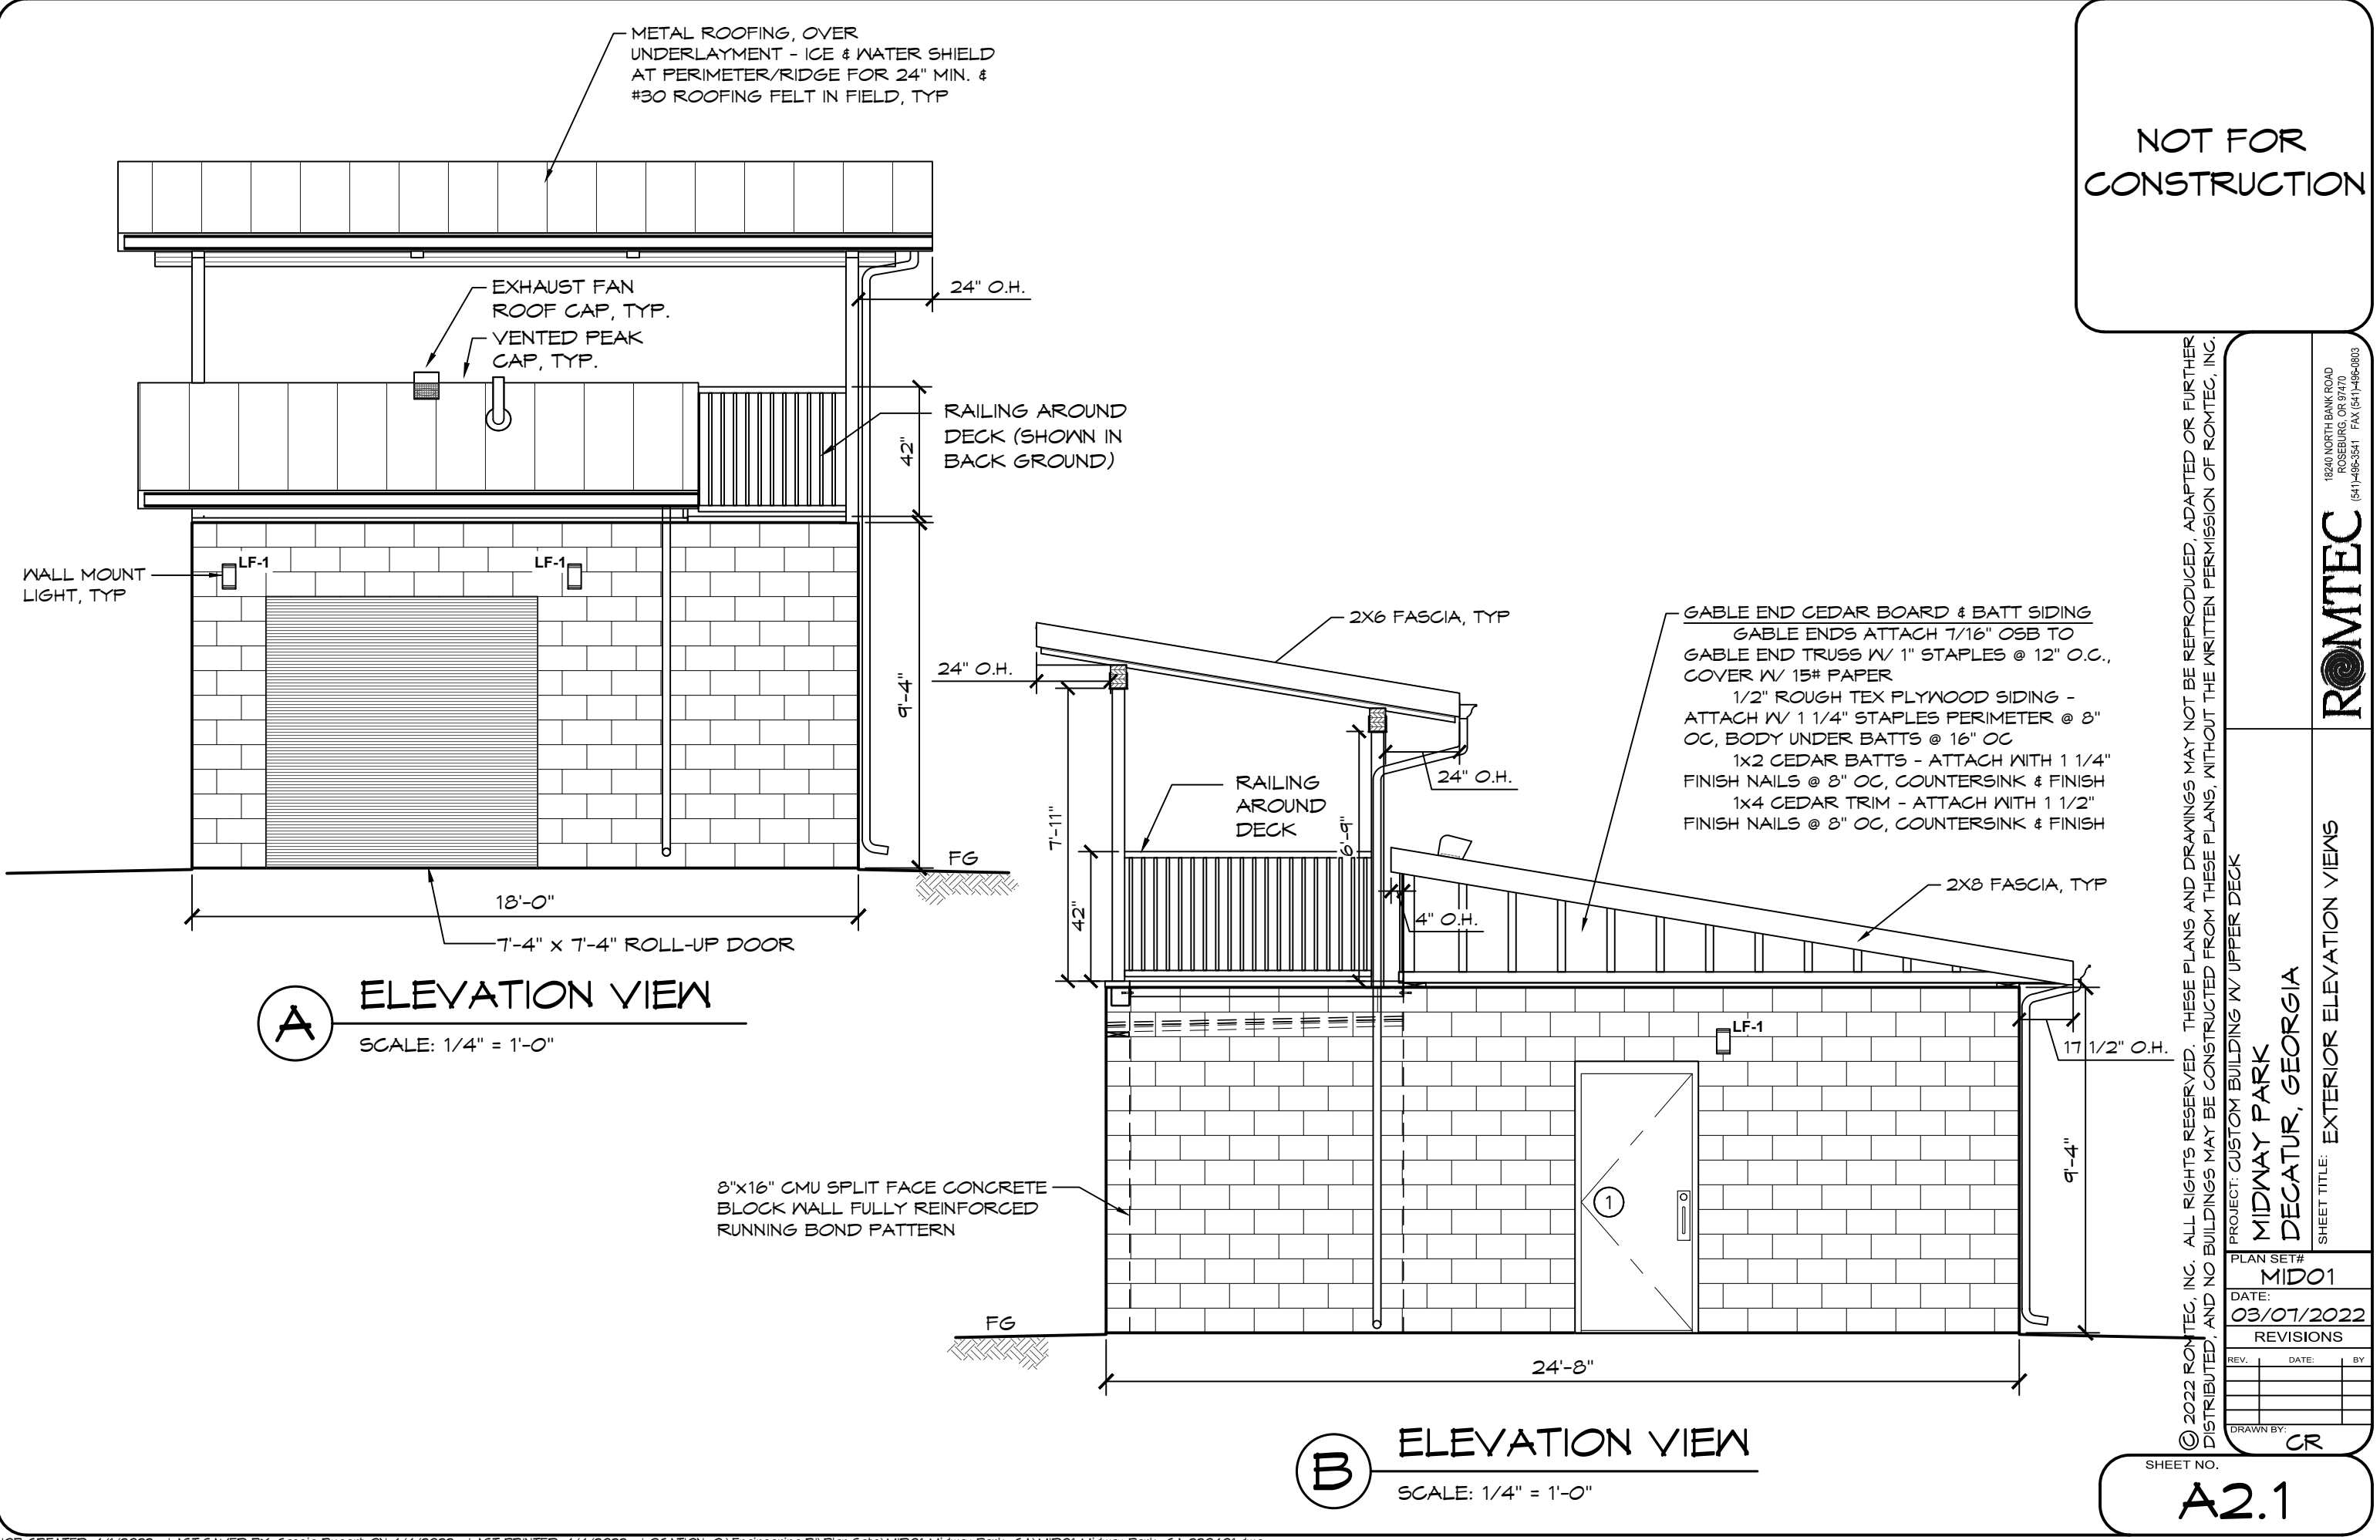 METAL ROOFING, OVER
UNDERLAYMENT - ICE & WATER SHIELD
AT PERIMETER/RIDGE FOR 24" MIN. &
#30 ROOFING FELT IN FIELD, TYP
24" O.H.
EXHAUST FAN
ROOF CAP, TYP.
VENTED PEAK
CAP, TYP.
RAILING AROUND
DECK (SHOWN IN
BACK GROUND)
42"
WALL MOUNT
LIGHT, TYP
LF-1
LF-1
9'-4"
FG
18'-0"
7'-4" x 7'-4" ROLL-UP DOOR
A
ELEVATION VIEW
SCALE: 1/4" = 1'-0"
2X6 FASCIA, TYP
24" O.H.
GABLE END CEDAR BOARD & BATT SIDING
GABLE ENDS ATTACH 7/16" OSB TO
GABLE END TRUSS W/ 1" STAPLES @ 12" O.C.,
COVER W/ 15# PAPER
1/2" ROUGH TEX PLYWOOD SIDING -
ATTACH W/ 1 1/4" STAPLES PERIMETER @ 8"
OC, BODY UNDER BATTS @ 16" OC
1x2 CEDAR BATTS - ATTACH WITH 1 1/4"
FINISH NAILS @ 8" OC, COUNTERSINK & FINISH
1x4 CEDAR TRIM - ATTACH WITH 1 1/2"
FINISH NAILS @ 8" OC, COUNTERSINK & FINISH
24" O.H.
RAILING
AROUND
DECK
7'-11"
6'-9"
42"
4" O.H.
2X8 FASCIA, TYP
LF-1
17 1/2" O.H.
1
9'-4"
8"x16" CMU SPLIT FACE CONCRETE
BLOCK WALL FULLY REINFORCED
RUNNING BOND PATTERN
FG
24'-8"
B
ELEVATION VIEW
SCALE: 1/4" = 1'-0"
NOT FOR
CONSTRUCTION
© 2022 ROMTEC, INC. ALL RIGHTS RESERVED. THESE PLANS AND DRAWINGS MAY NOT BE REPRODUCED, ADAPTED OR FURTHER
DISTRIBUTED, AND NO BUILDINGS MAY BE CONSTRUCTED FROM THESE PLANS, WITHOUT THE WRITTEN PERMISSION OF ROMTEC, INC.
ROMTEC
18240 NORTH BANK ROAD
ROSEBURG, OR 97470
(541)-496-3541 FAX (541)-496-0803
PROJECT: CUSTOM BUILDING W/ UPPER DECK
MIDWAY PARK
DECATUR, GEORGIA
SHEET TITLE: EXTERIOR ELEVATION VIEWS
PLAN SET#
MID01
DATE:
03/07/2022
REVISIONS
REV. DATE: BY
DRAWN BY:
CR
SHEET NO.
A2.1